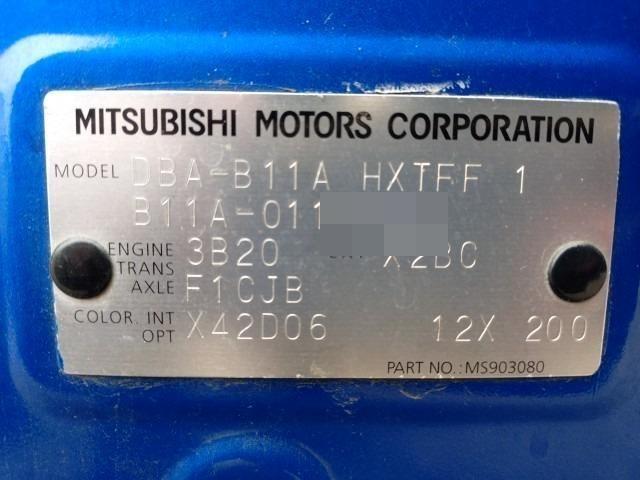 MITSUBISHI MOTORS CORPORATION
MODEL DBA-B11A HXTFF 1
B11A-011
ENGINE 3B20 X2BC
TRANS
AXLE F1CJB
COLOR. INT X42D06 12X 200
OPT
PART NO.: MS903080